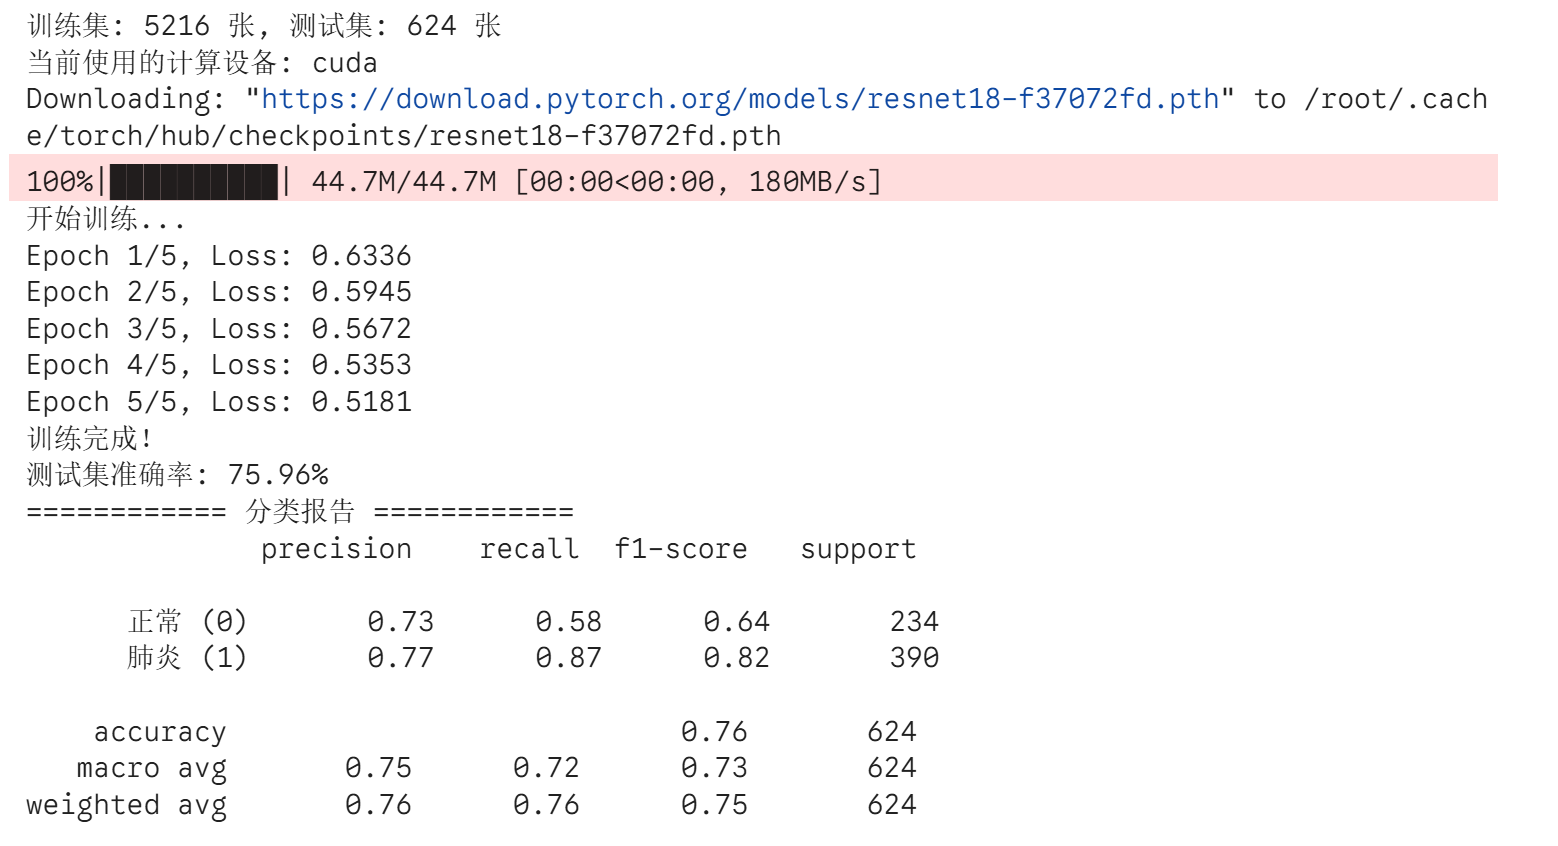 训练集: 5216 张, 测试集: 624 张
当前使用的计算设备: cuda
Downloading: "https://download.pytorch.org/models/resnet18-f37072fd.pth" to /root/.cach
e/torch/hub/checkpoints/resnet18-f37072fd.pth
100%|██████████| 44.7M/44.7M [00:00<00:00, 180MB/s]
开始训练...
Epoch 1/5, Loss: 0.6336
Epoch 2/5, Loss: 0.5945
Epoch 3/5, Loss: 0.5672
Epoch 4/5, Loss: 0.5353
Epoch 5/5, Loss: 0.5181
训练完成!
测试集准确率: 75.96%
============ 分类报告 ============
precision recall f1-score support
正常 (0) 0.73 0.58 0.64 234
肺炎 (1) 0.77 0.87 0.82 390
accuracy 0.76 624
macro avg 0.75 0.72 0.73 624
weighted avg 0.76 0.76 0.75 624